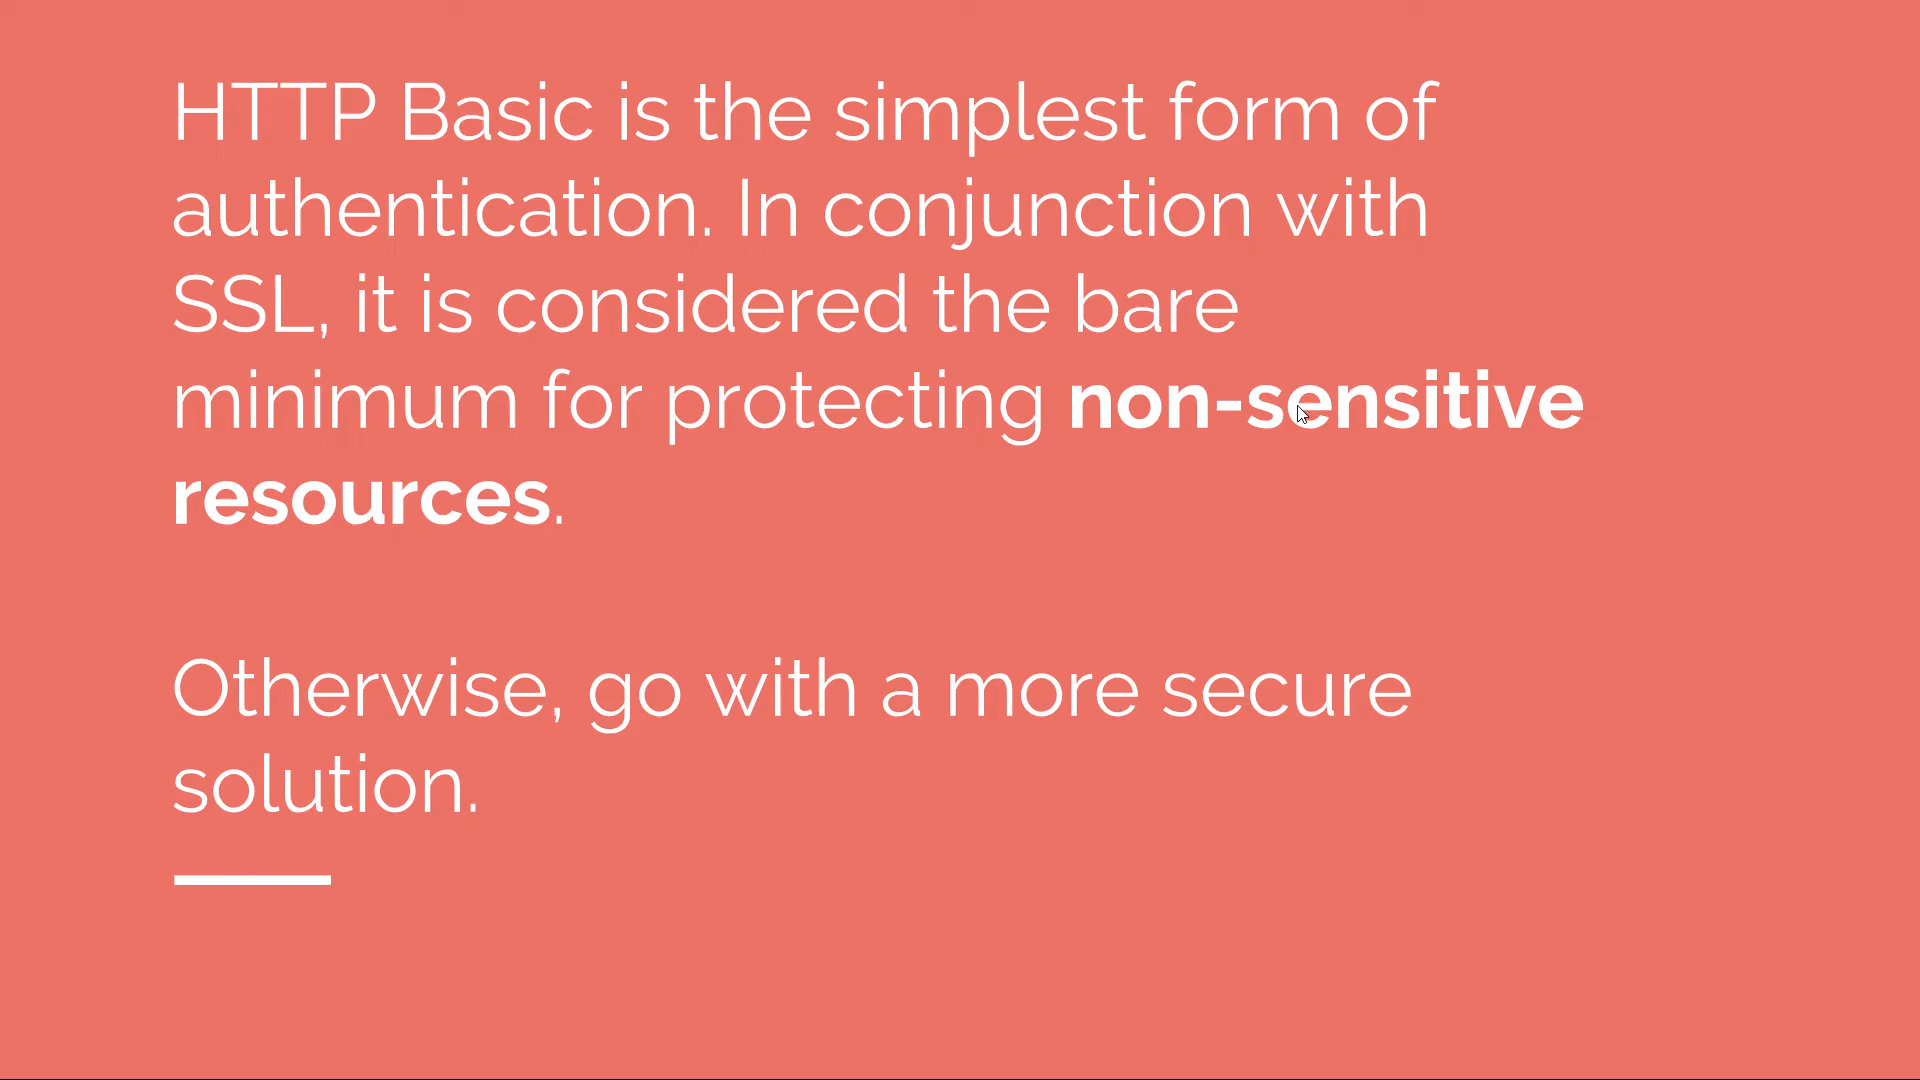 HTTP Basic is the simplest form of
authentication. In conjunction with
SSL, it is considered the bare
minimum for protecting non-sensitive
resources.
Otherwise, go with a more secure
solution.